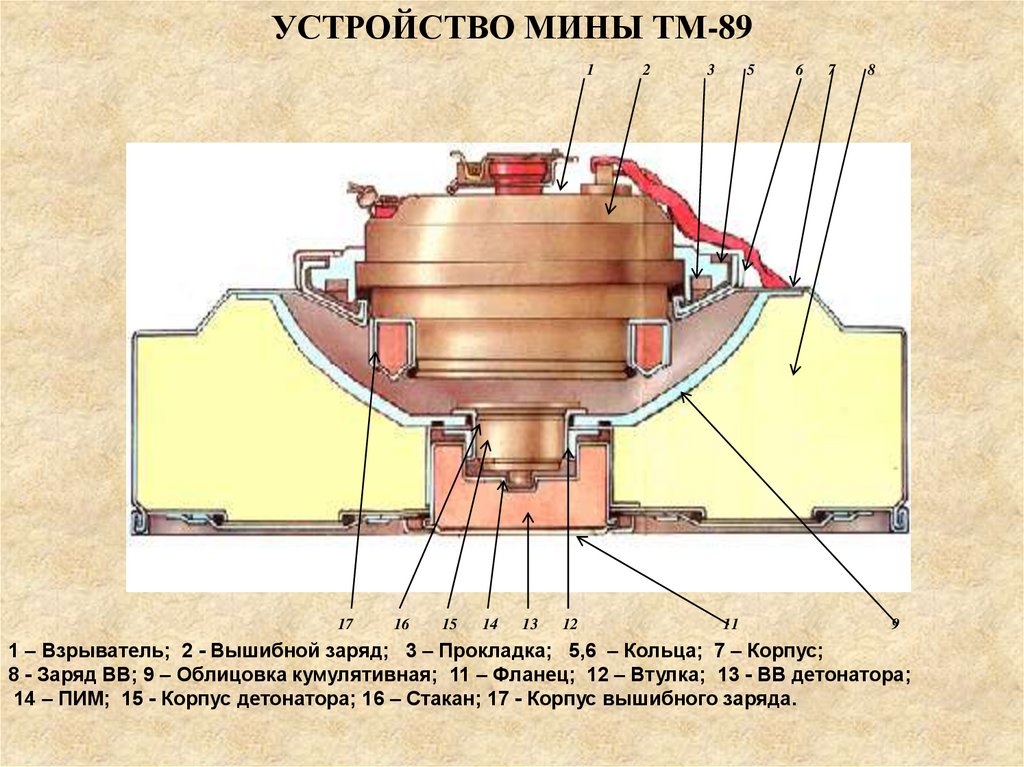 УСТРОЙСТВО МИНЫ ТМ-89
1 2 3 5 6 7 8
17 16 15 14 13 12 11 9
1 – Взрыватель; 2 - Вышибной заряд; 3 – Прокладка; 5,6 – Кольца; 7 – Корпус;
8 - Заряд ВВ; 9 – Облицовка кумулятивная; 11 – Фланец; 12 – Втулка; 13 - ВВ детонатора;
14 – ПИМ; 15 - Корпус детонатора; 16 – Стакан; 17 - Корпус вышибного заряда.